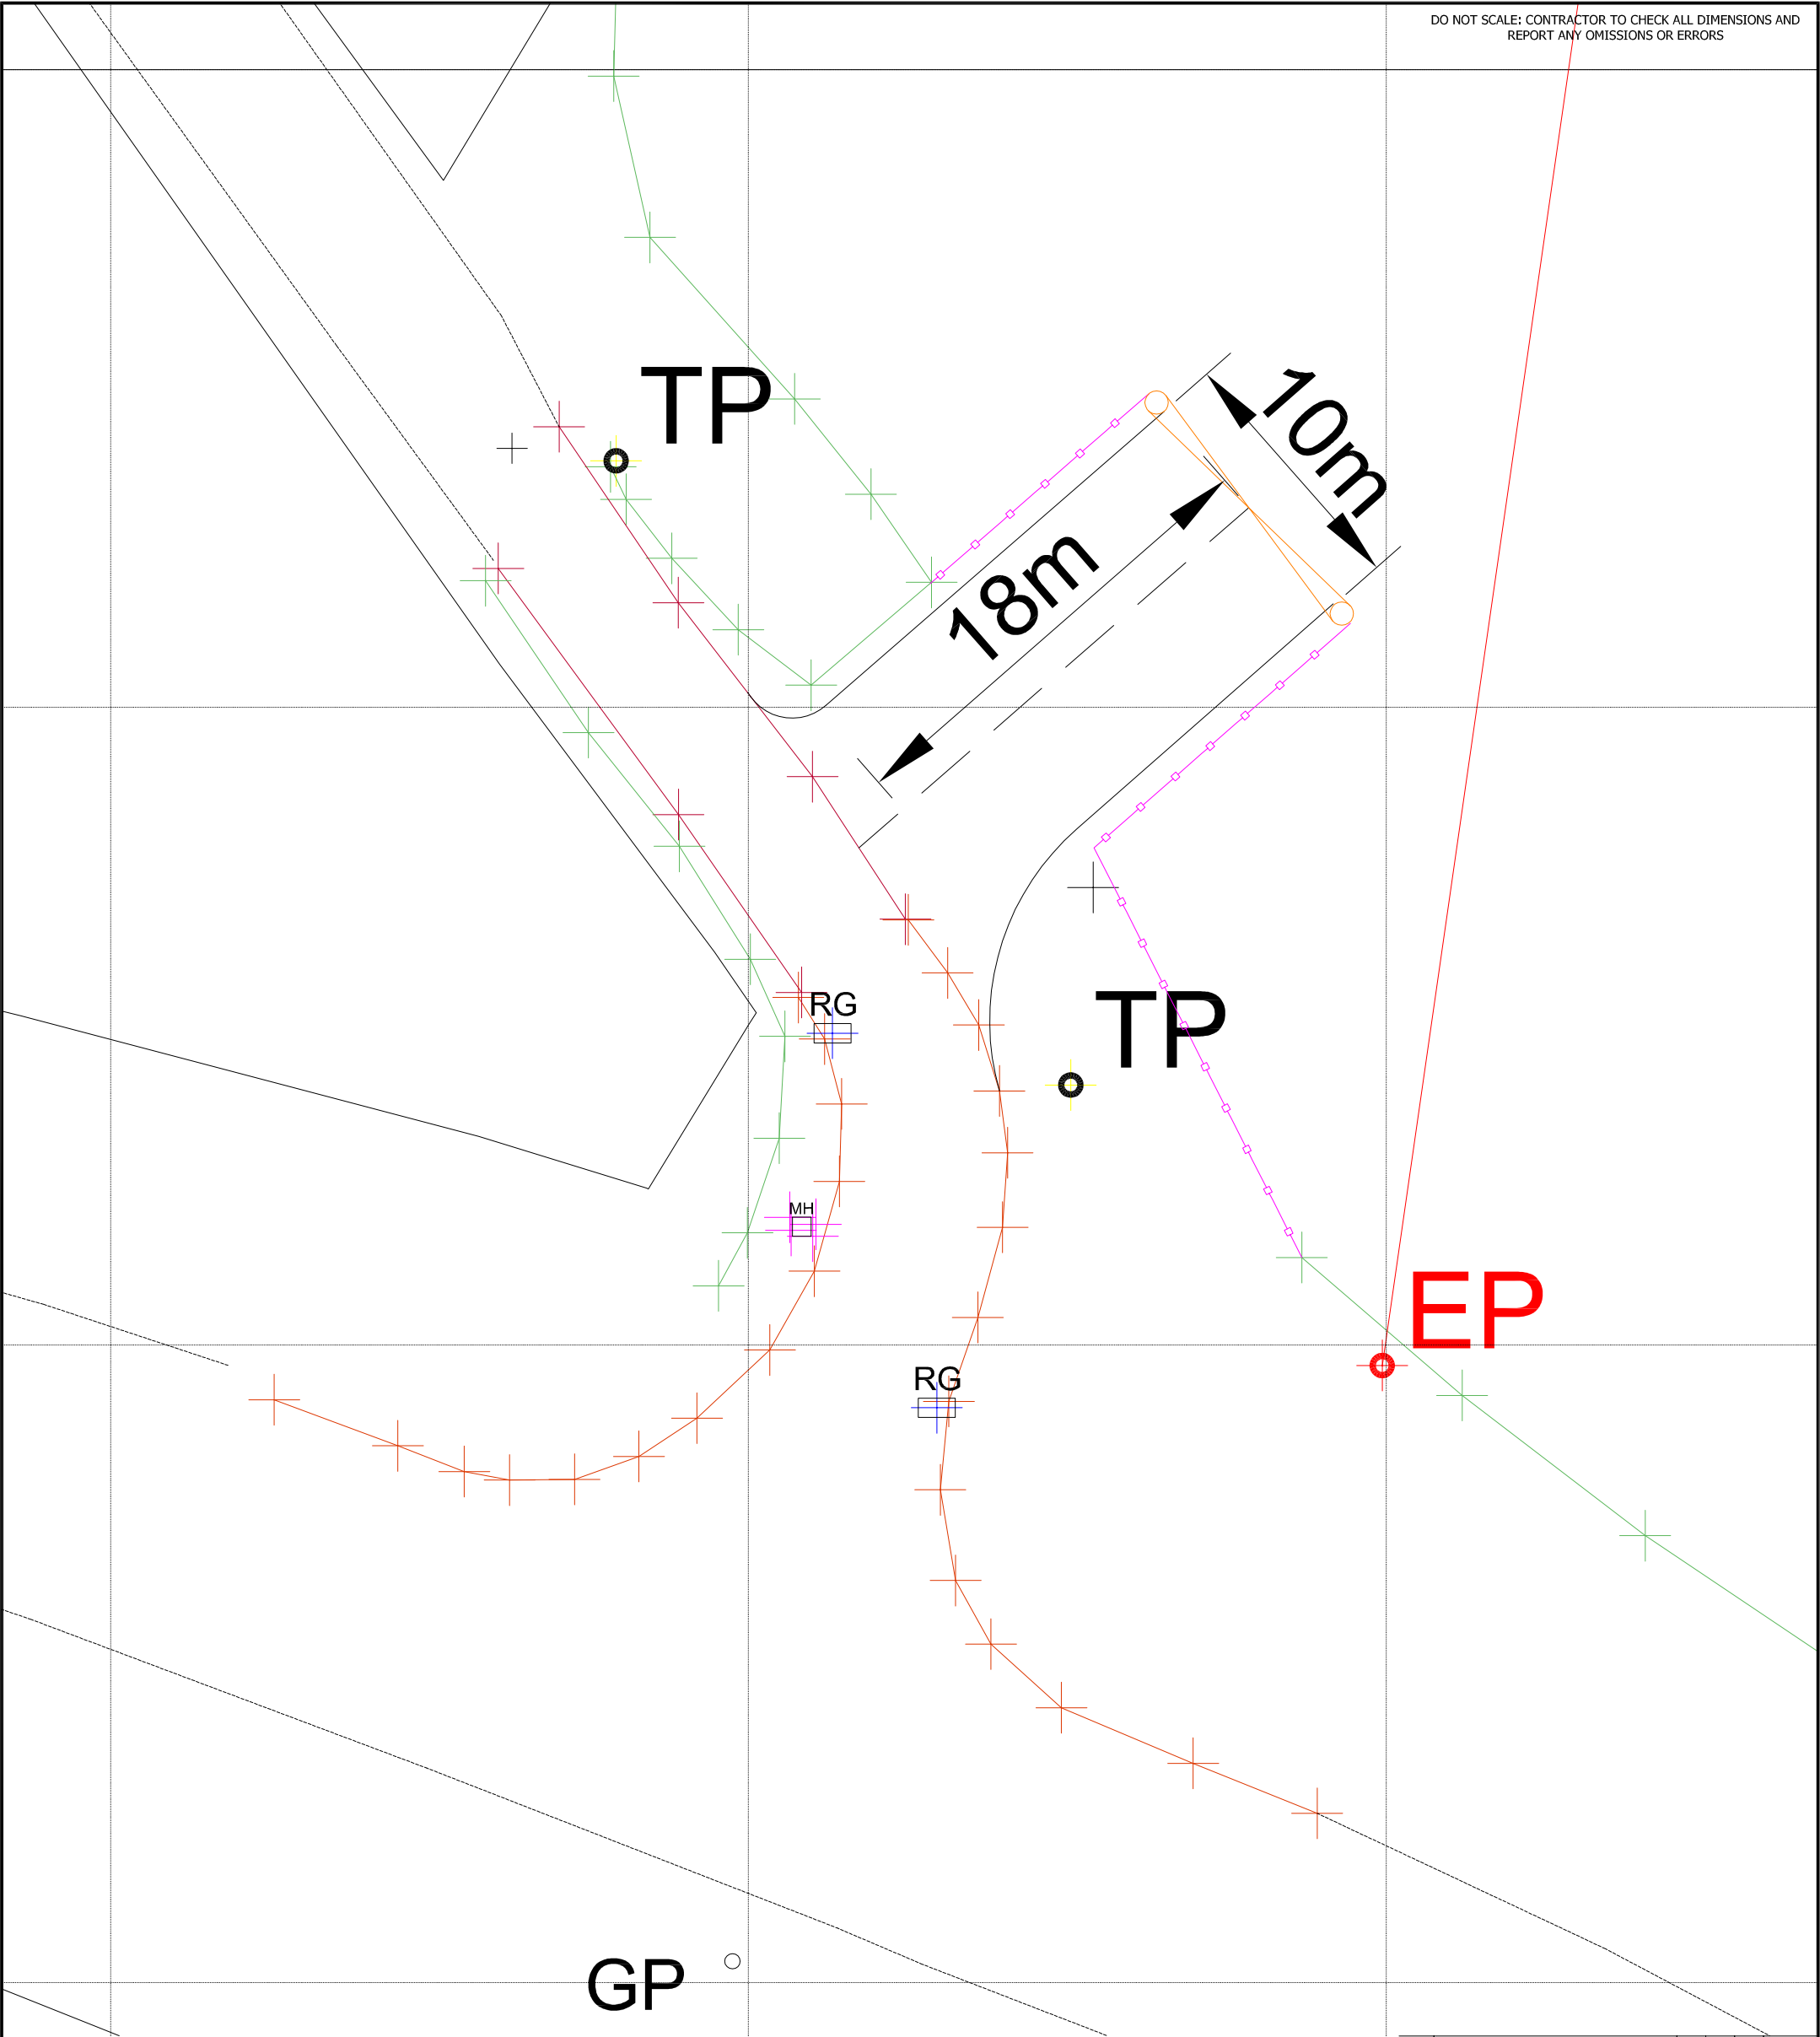 DO NOT SCALE: CONTRACTOR TO CHECK ALL DIMENSIONS AND
REPORT ANY OMISSIONS OR ERRORS
TP
10m
18m
RG
TP
MH
EP
RG
GP